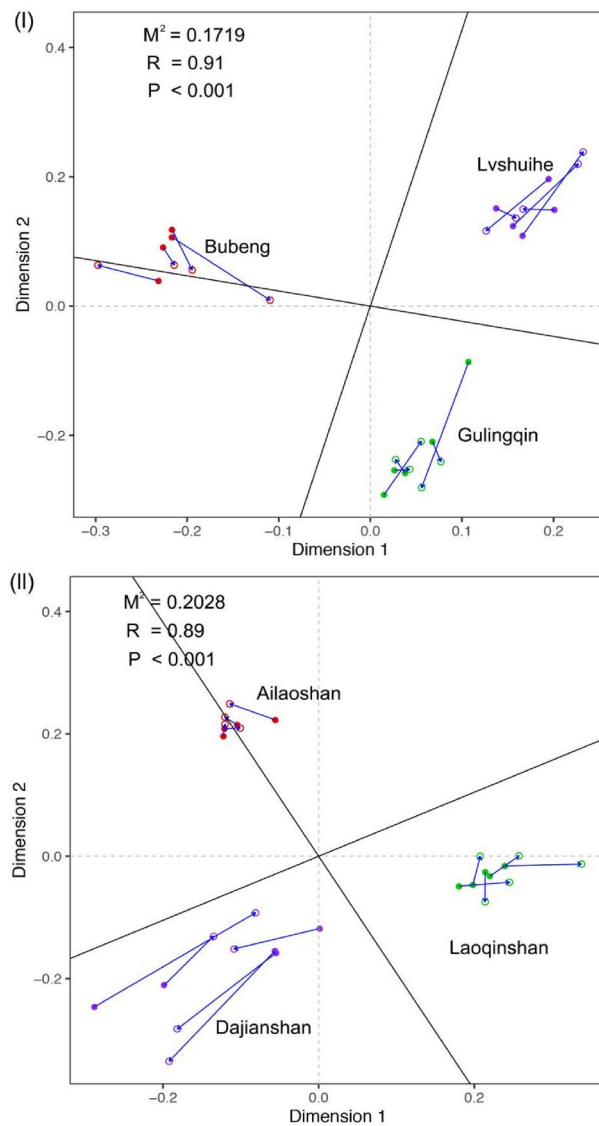 (I)
M² = 0.1719
R = 0.91
P < 0.001
Lvshuihe
Bubeng
Gulingqin
0.4
0.2
0.0
−0.2
Dimension 2
−0.3
−0.2
−0.1
0.0
0.1
0.2
Dimension 1
(II)
M² = 0.2028
R = 0.89
P < 0.001
Ailaoshan
Laoqinshan
Dajianshan
0.4
0.2
0.0
−0.2
Dimension 2
−0.2
0.0
0.2
Dimension 1